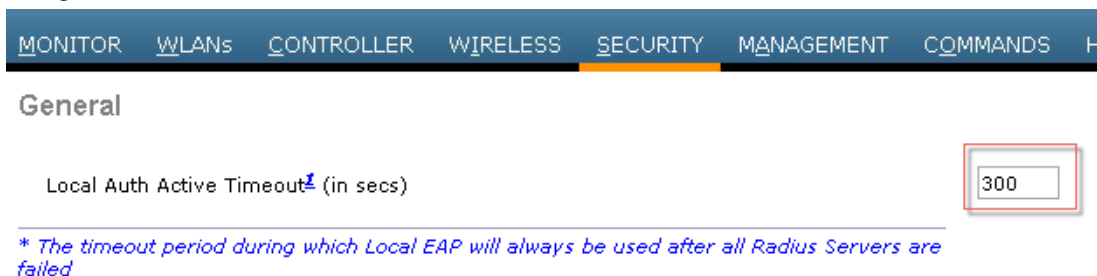 MONITOR WLANs CONTROLLER WIRELESS SECURITY MANAGEMENT COMMANDS H
General
Local Auth Active Timeout1 (in secs) 300
* The timeout period during which Local EAP will always be used after all Radius Servers are
failed